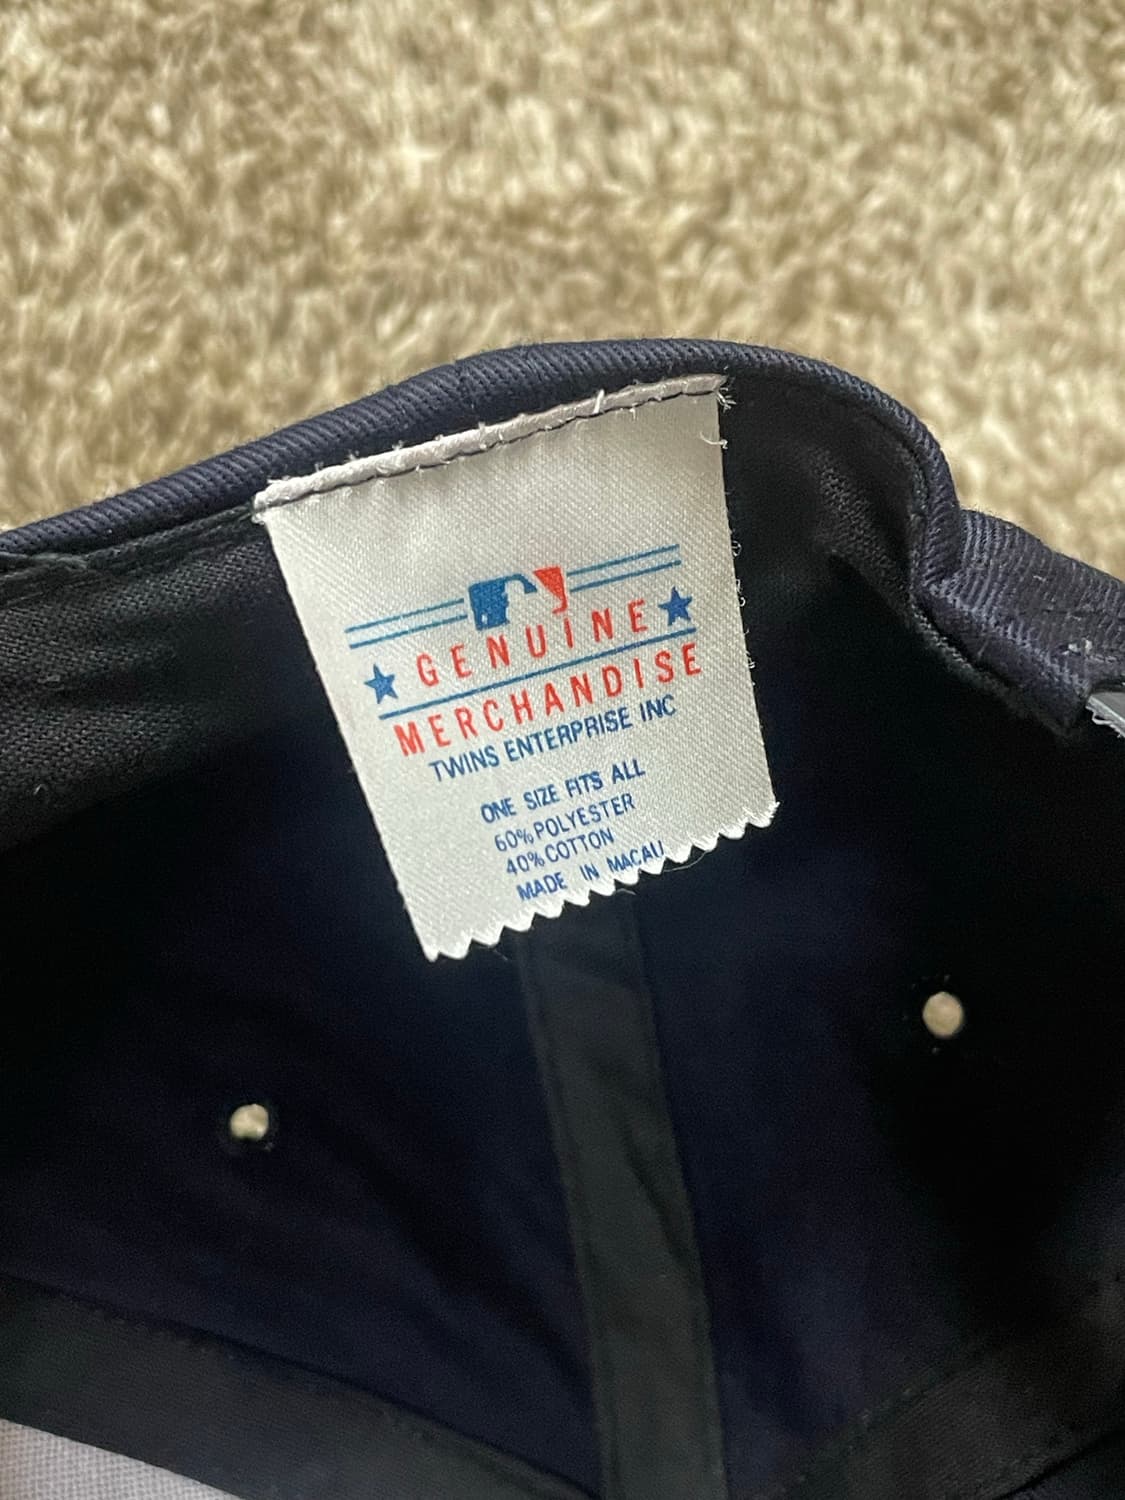 GENUINE
MERCHANDISE
TWINS ENTERPRISE INC
ONE SIZE FITS ALL
60% POLYESTER
40% COTTON
MADE IN MACAU